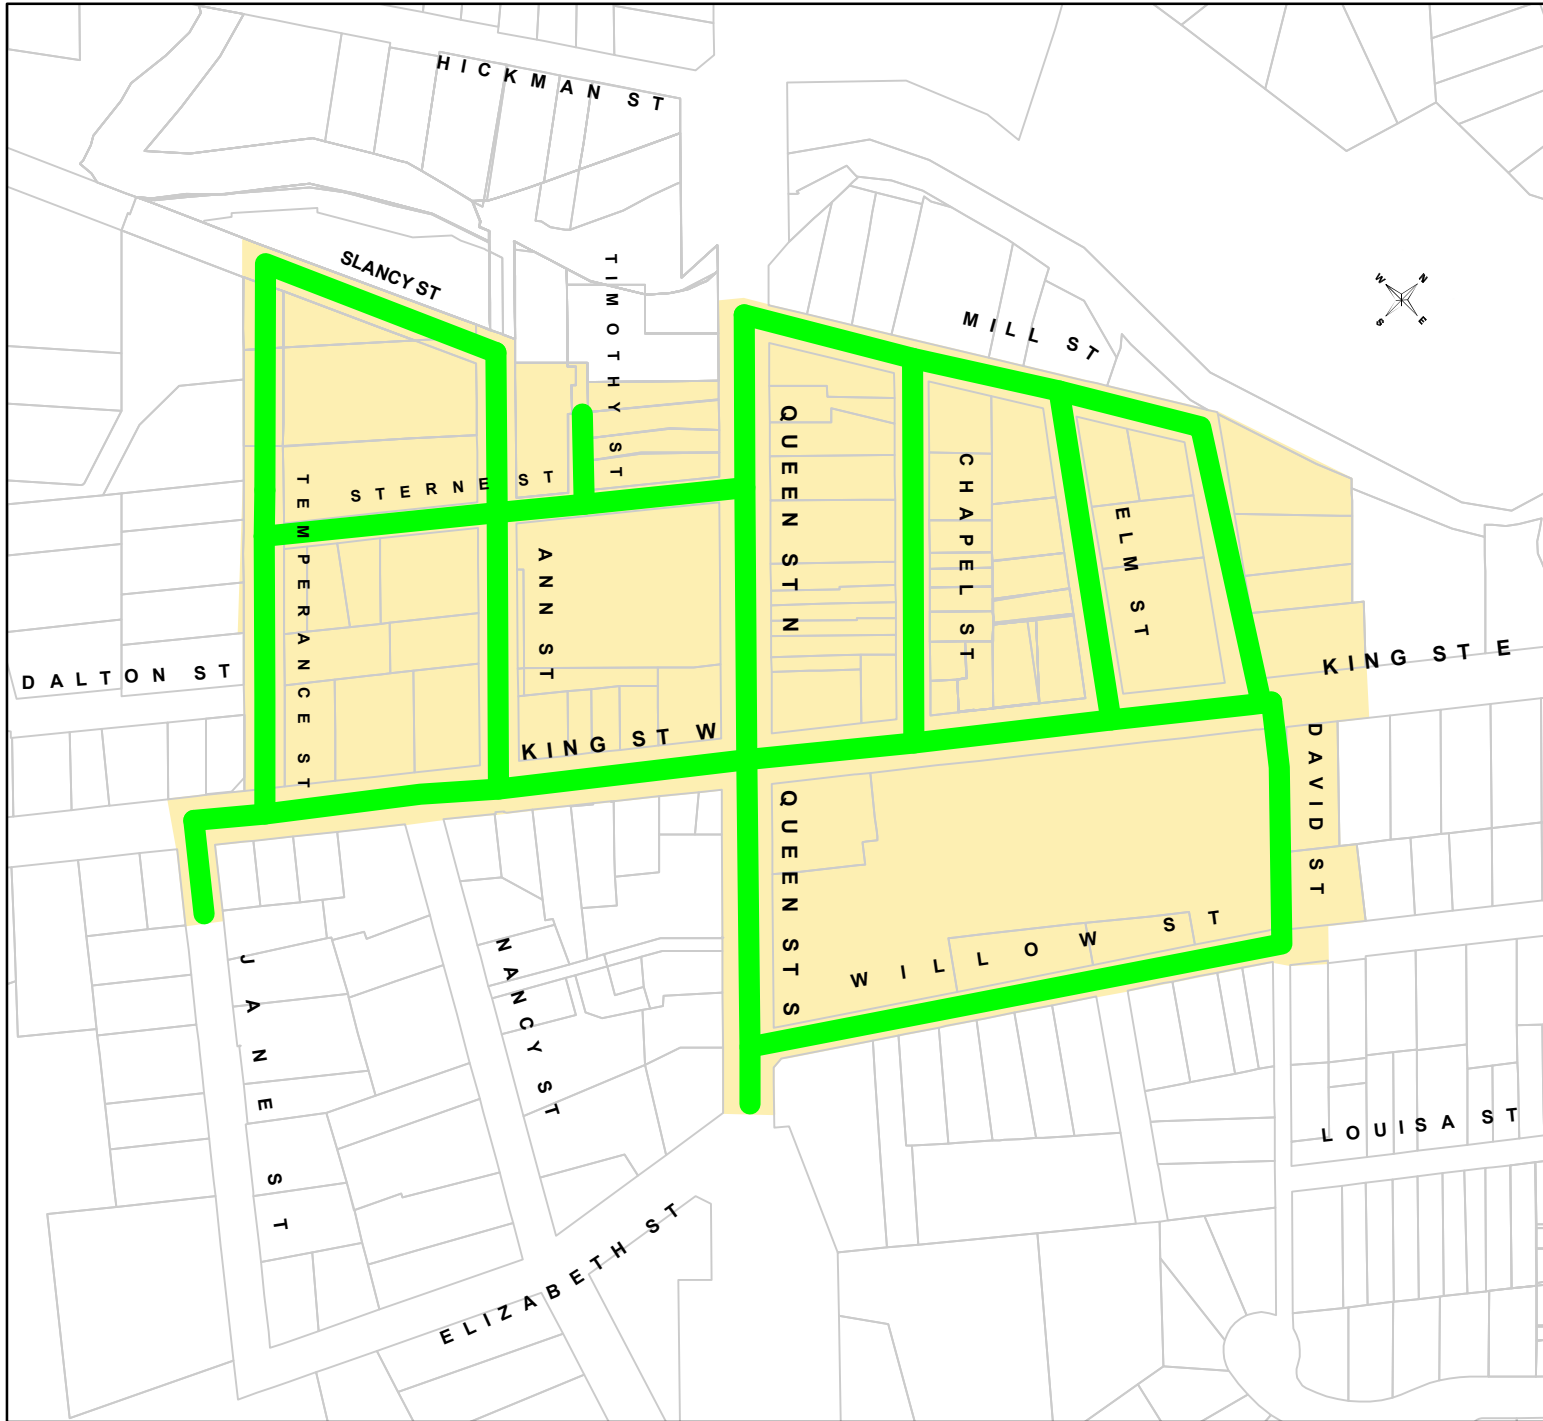 HICKMAN ST
SLANCY ST
TIMOTHY ST
W N
S E
MILL ST
QUEEN ST N
CHAPEL ST
TEMPERANCE ST
STERNE ST
ELM ST
ANN ST
DALTON ST
KING ST E
KING ST W
DAVID ST
QUEEN ST S
WILLOW ST
JANE ST
NANCY ST
LOUISA ST
ELIZABETH ST